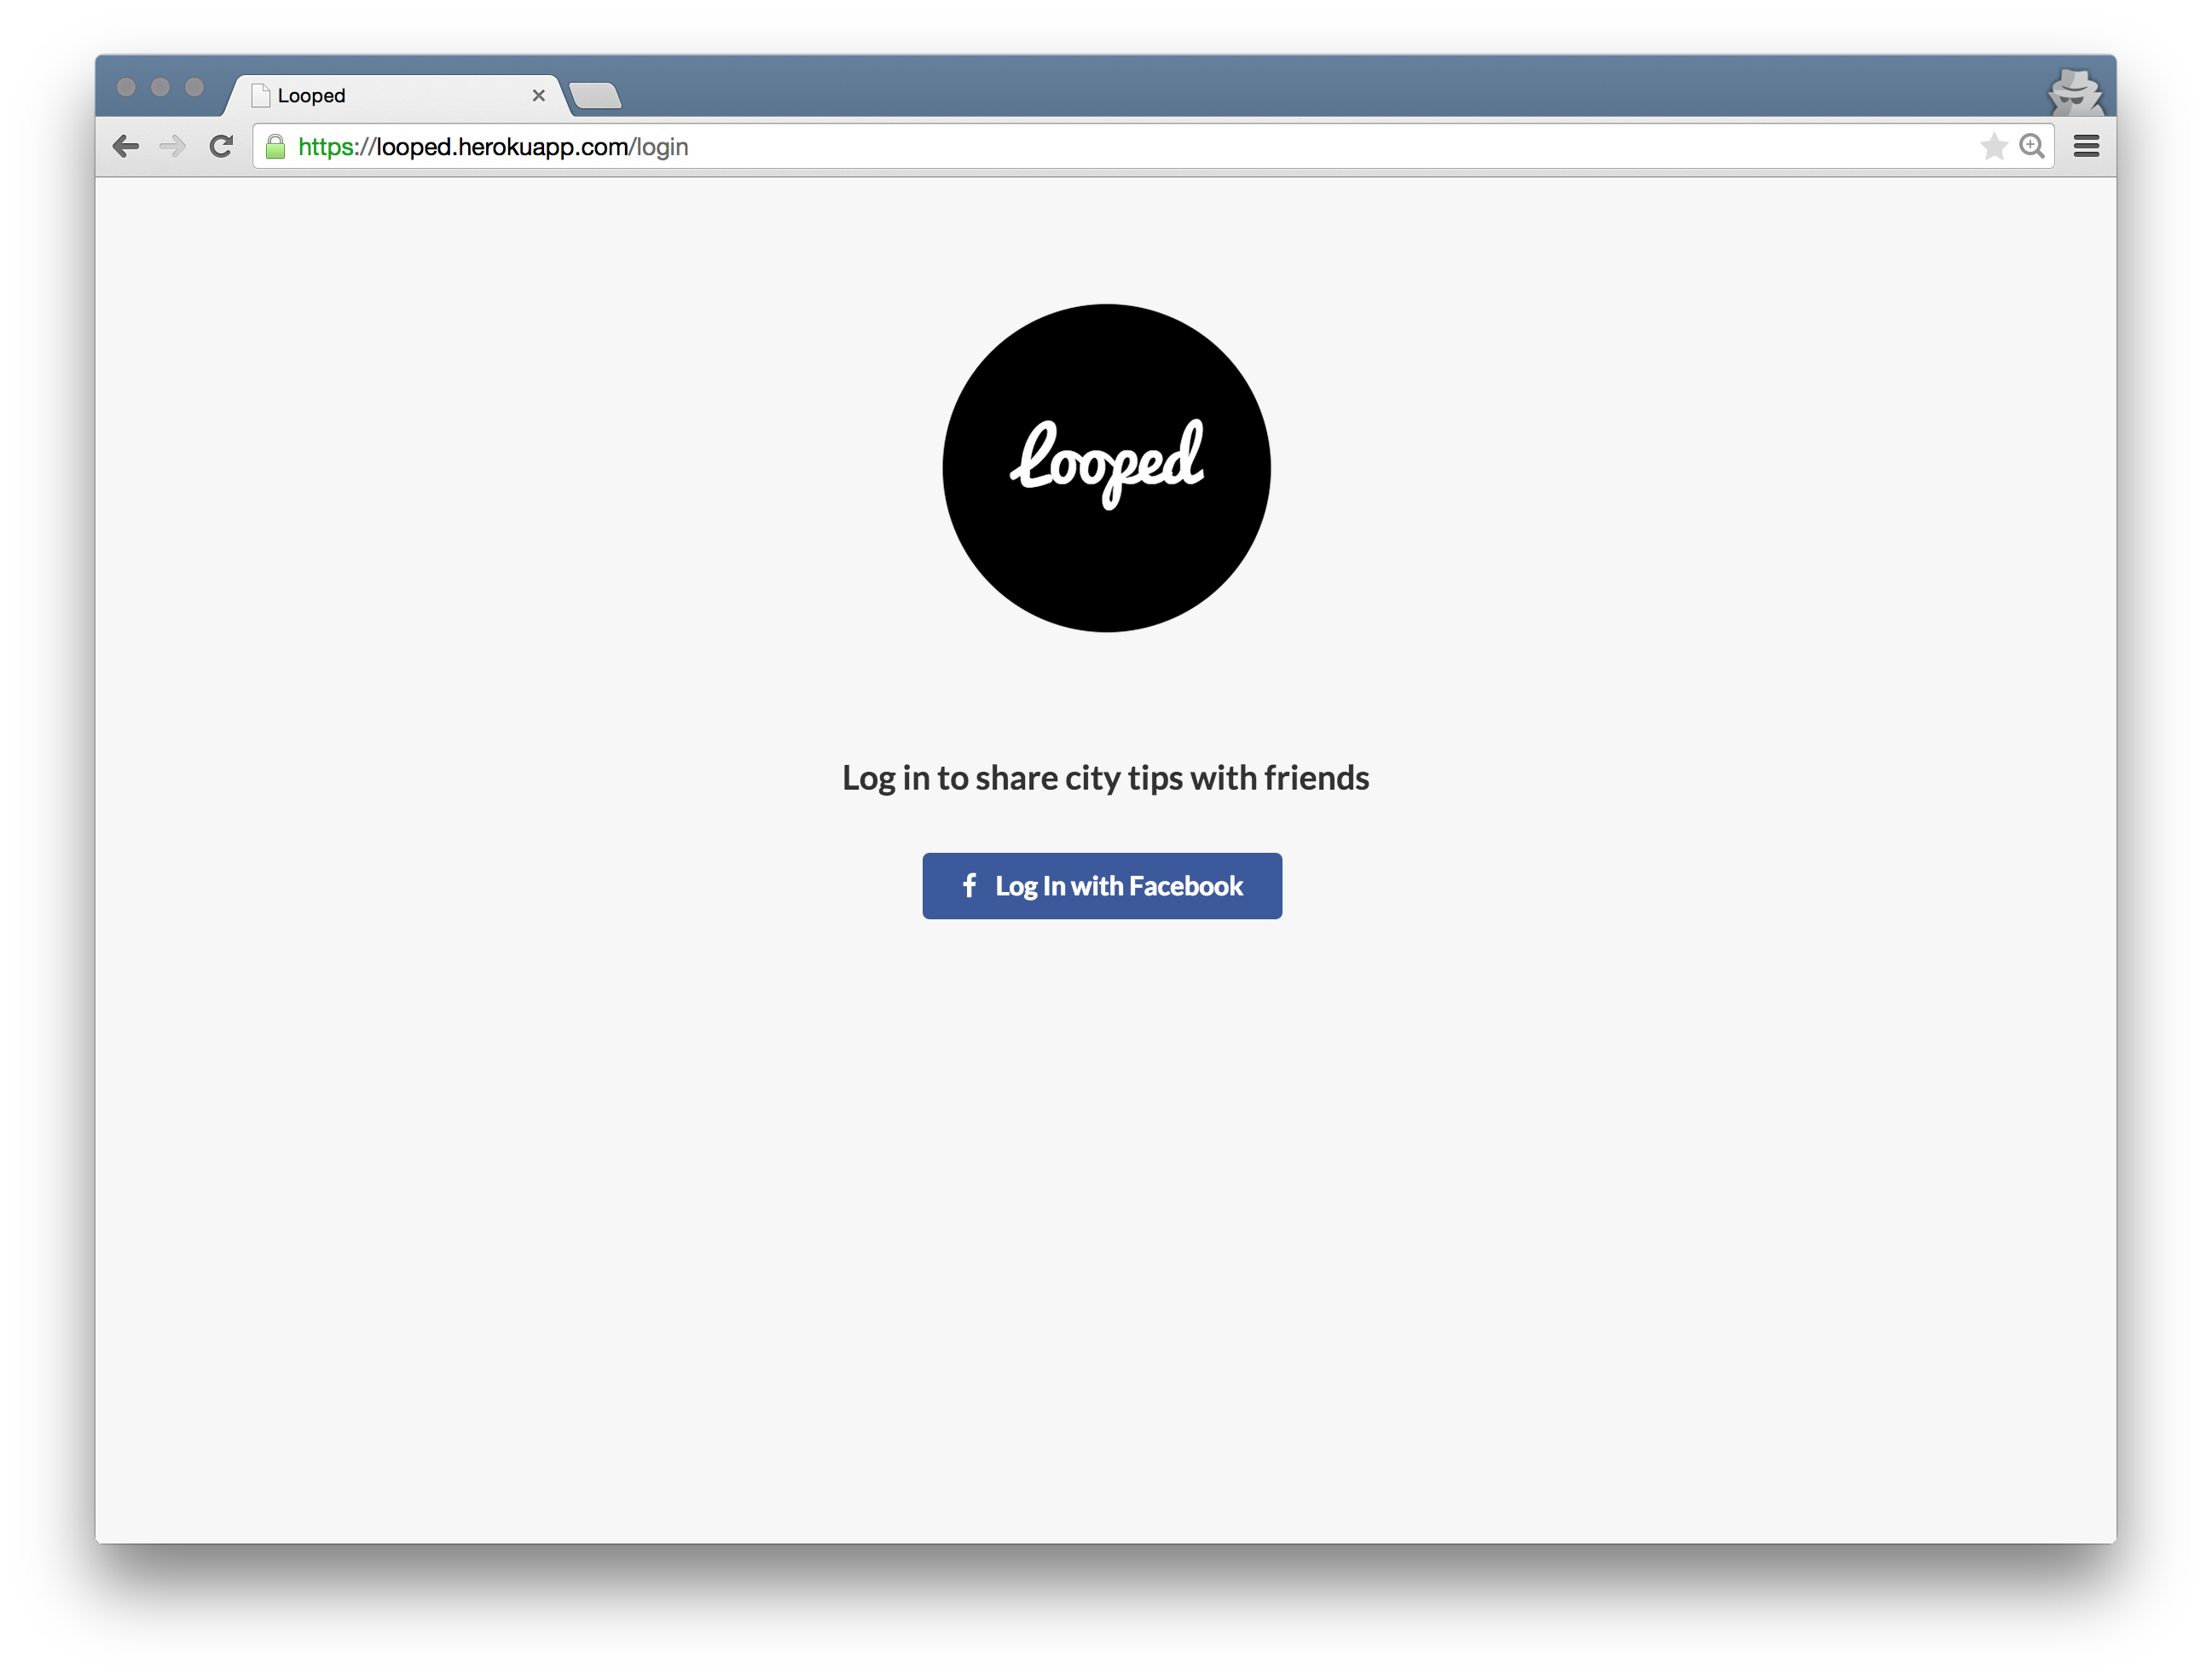 Looped
https://looped.herokuapp.com/login
Looped
Log in to share city tips with friends
f Log In with Facebook